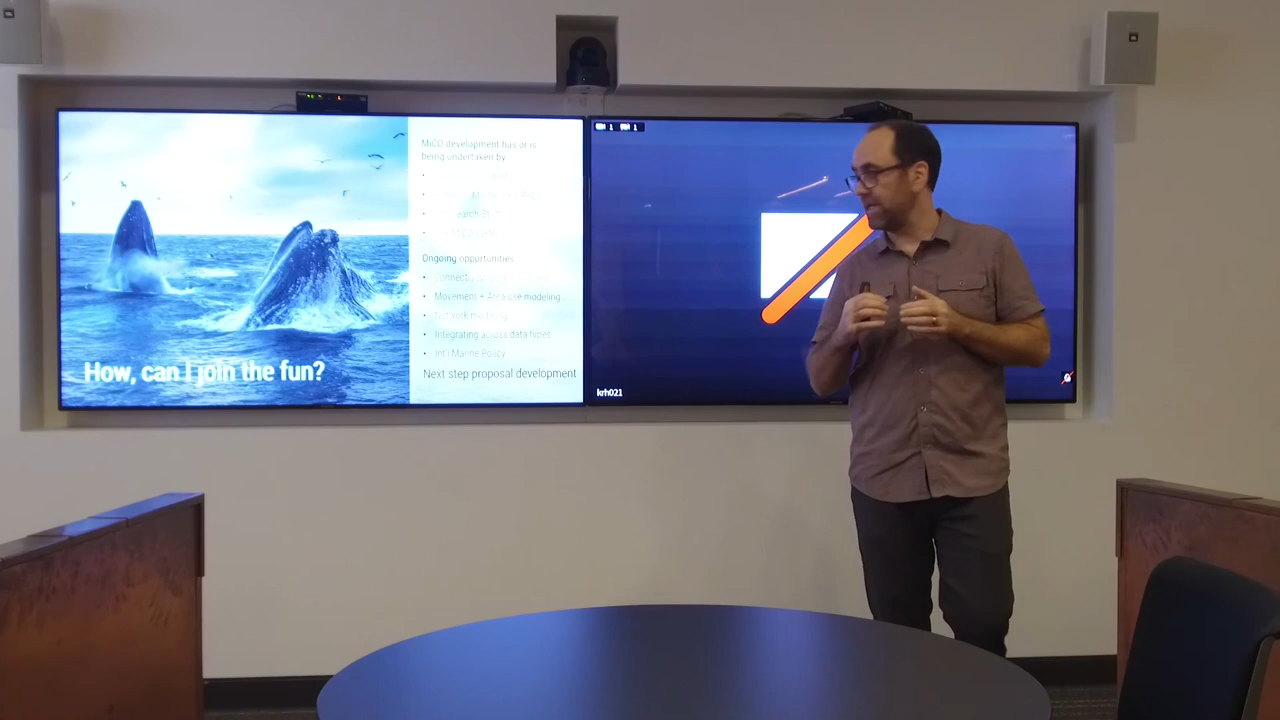 MiCO development has or is
being undertaken by
Ongoing opportunities
Movement + Area use modeling
Network modeling
Integrating across data types
Int'l Marine Policy
Next step proposal development
How, can I join the fun?
krh021